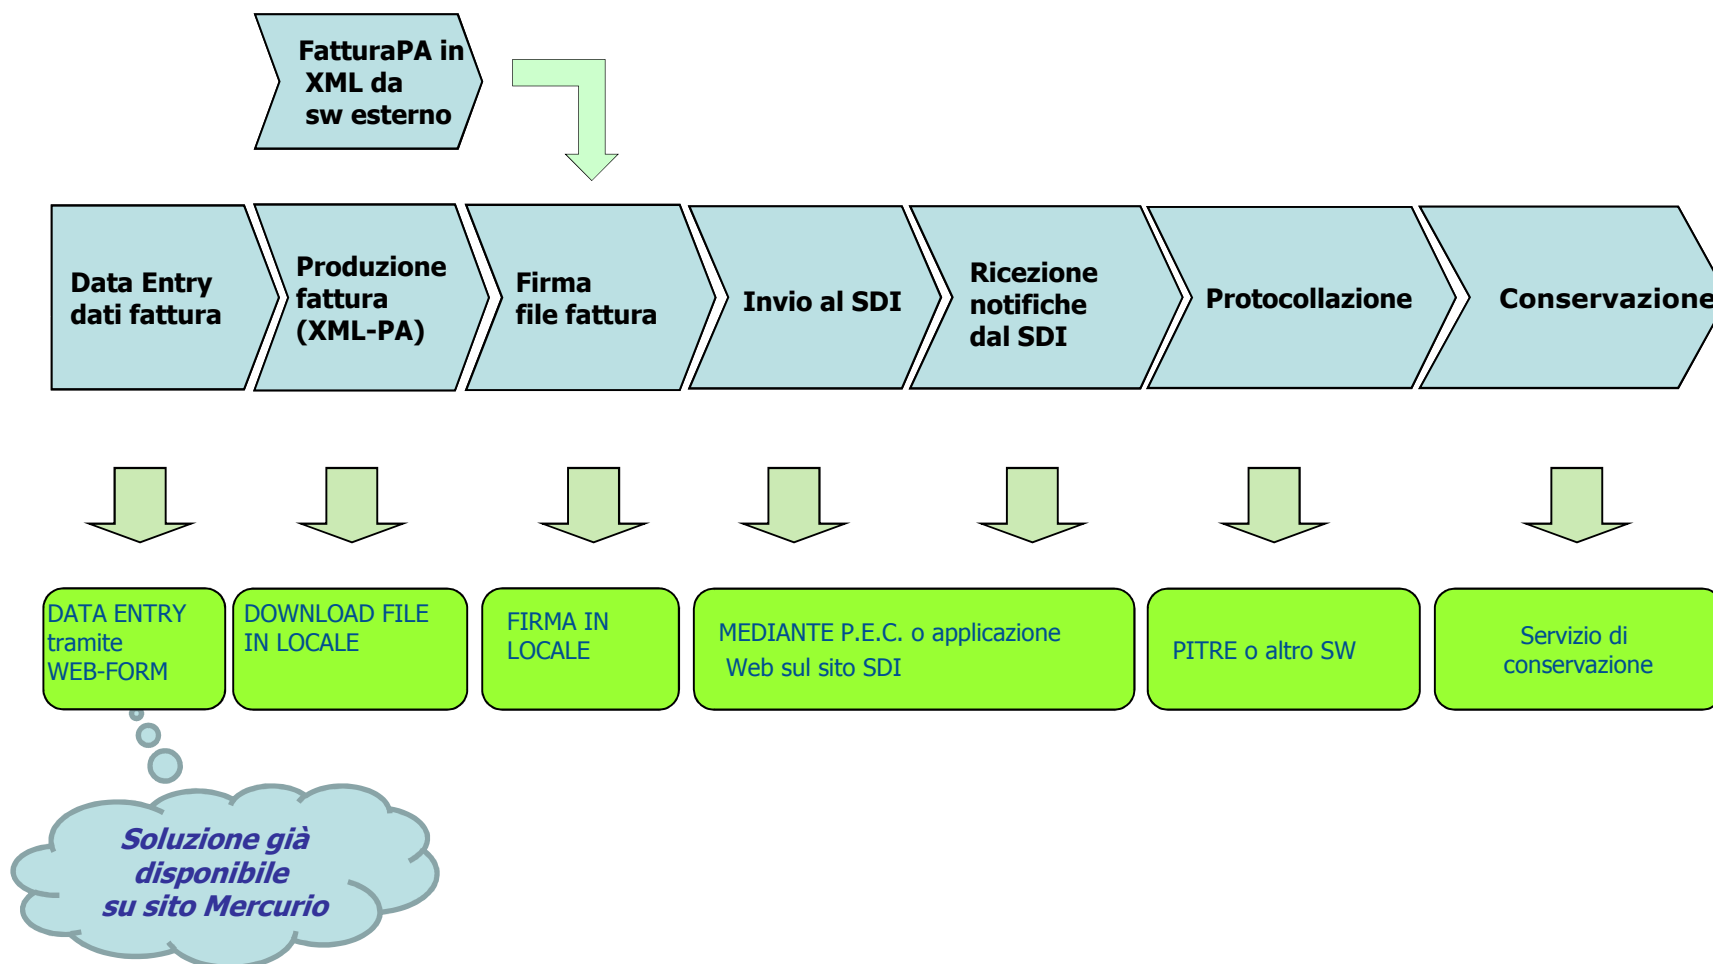 FatturaPA in
XML da
sw esterno
Data Entry
dati fattura
Produzione
fattura
(XML-PA)
Firma
file fattura
Invio al SDI
Ricezione
notifiche
dal SDI
Protocollazione
Conservazione
DATA ENTRY
tramite
WEB-FORM
DOWNLOAD FILE
IN LOCALE
FIRMA IN
LOCALE
MEDIANTE P.E.C. o applicazione
Web sul sito SDI
PITRE o altro SW
Servizio di
conservazione
Soluzione già
disponibile
su sito Mercurio